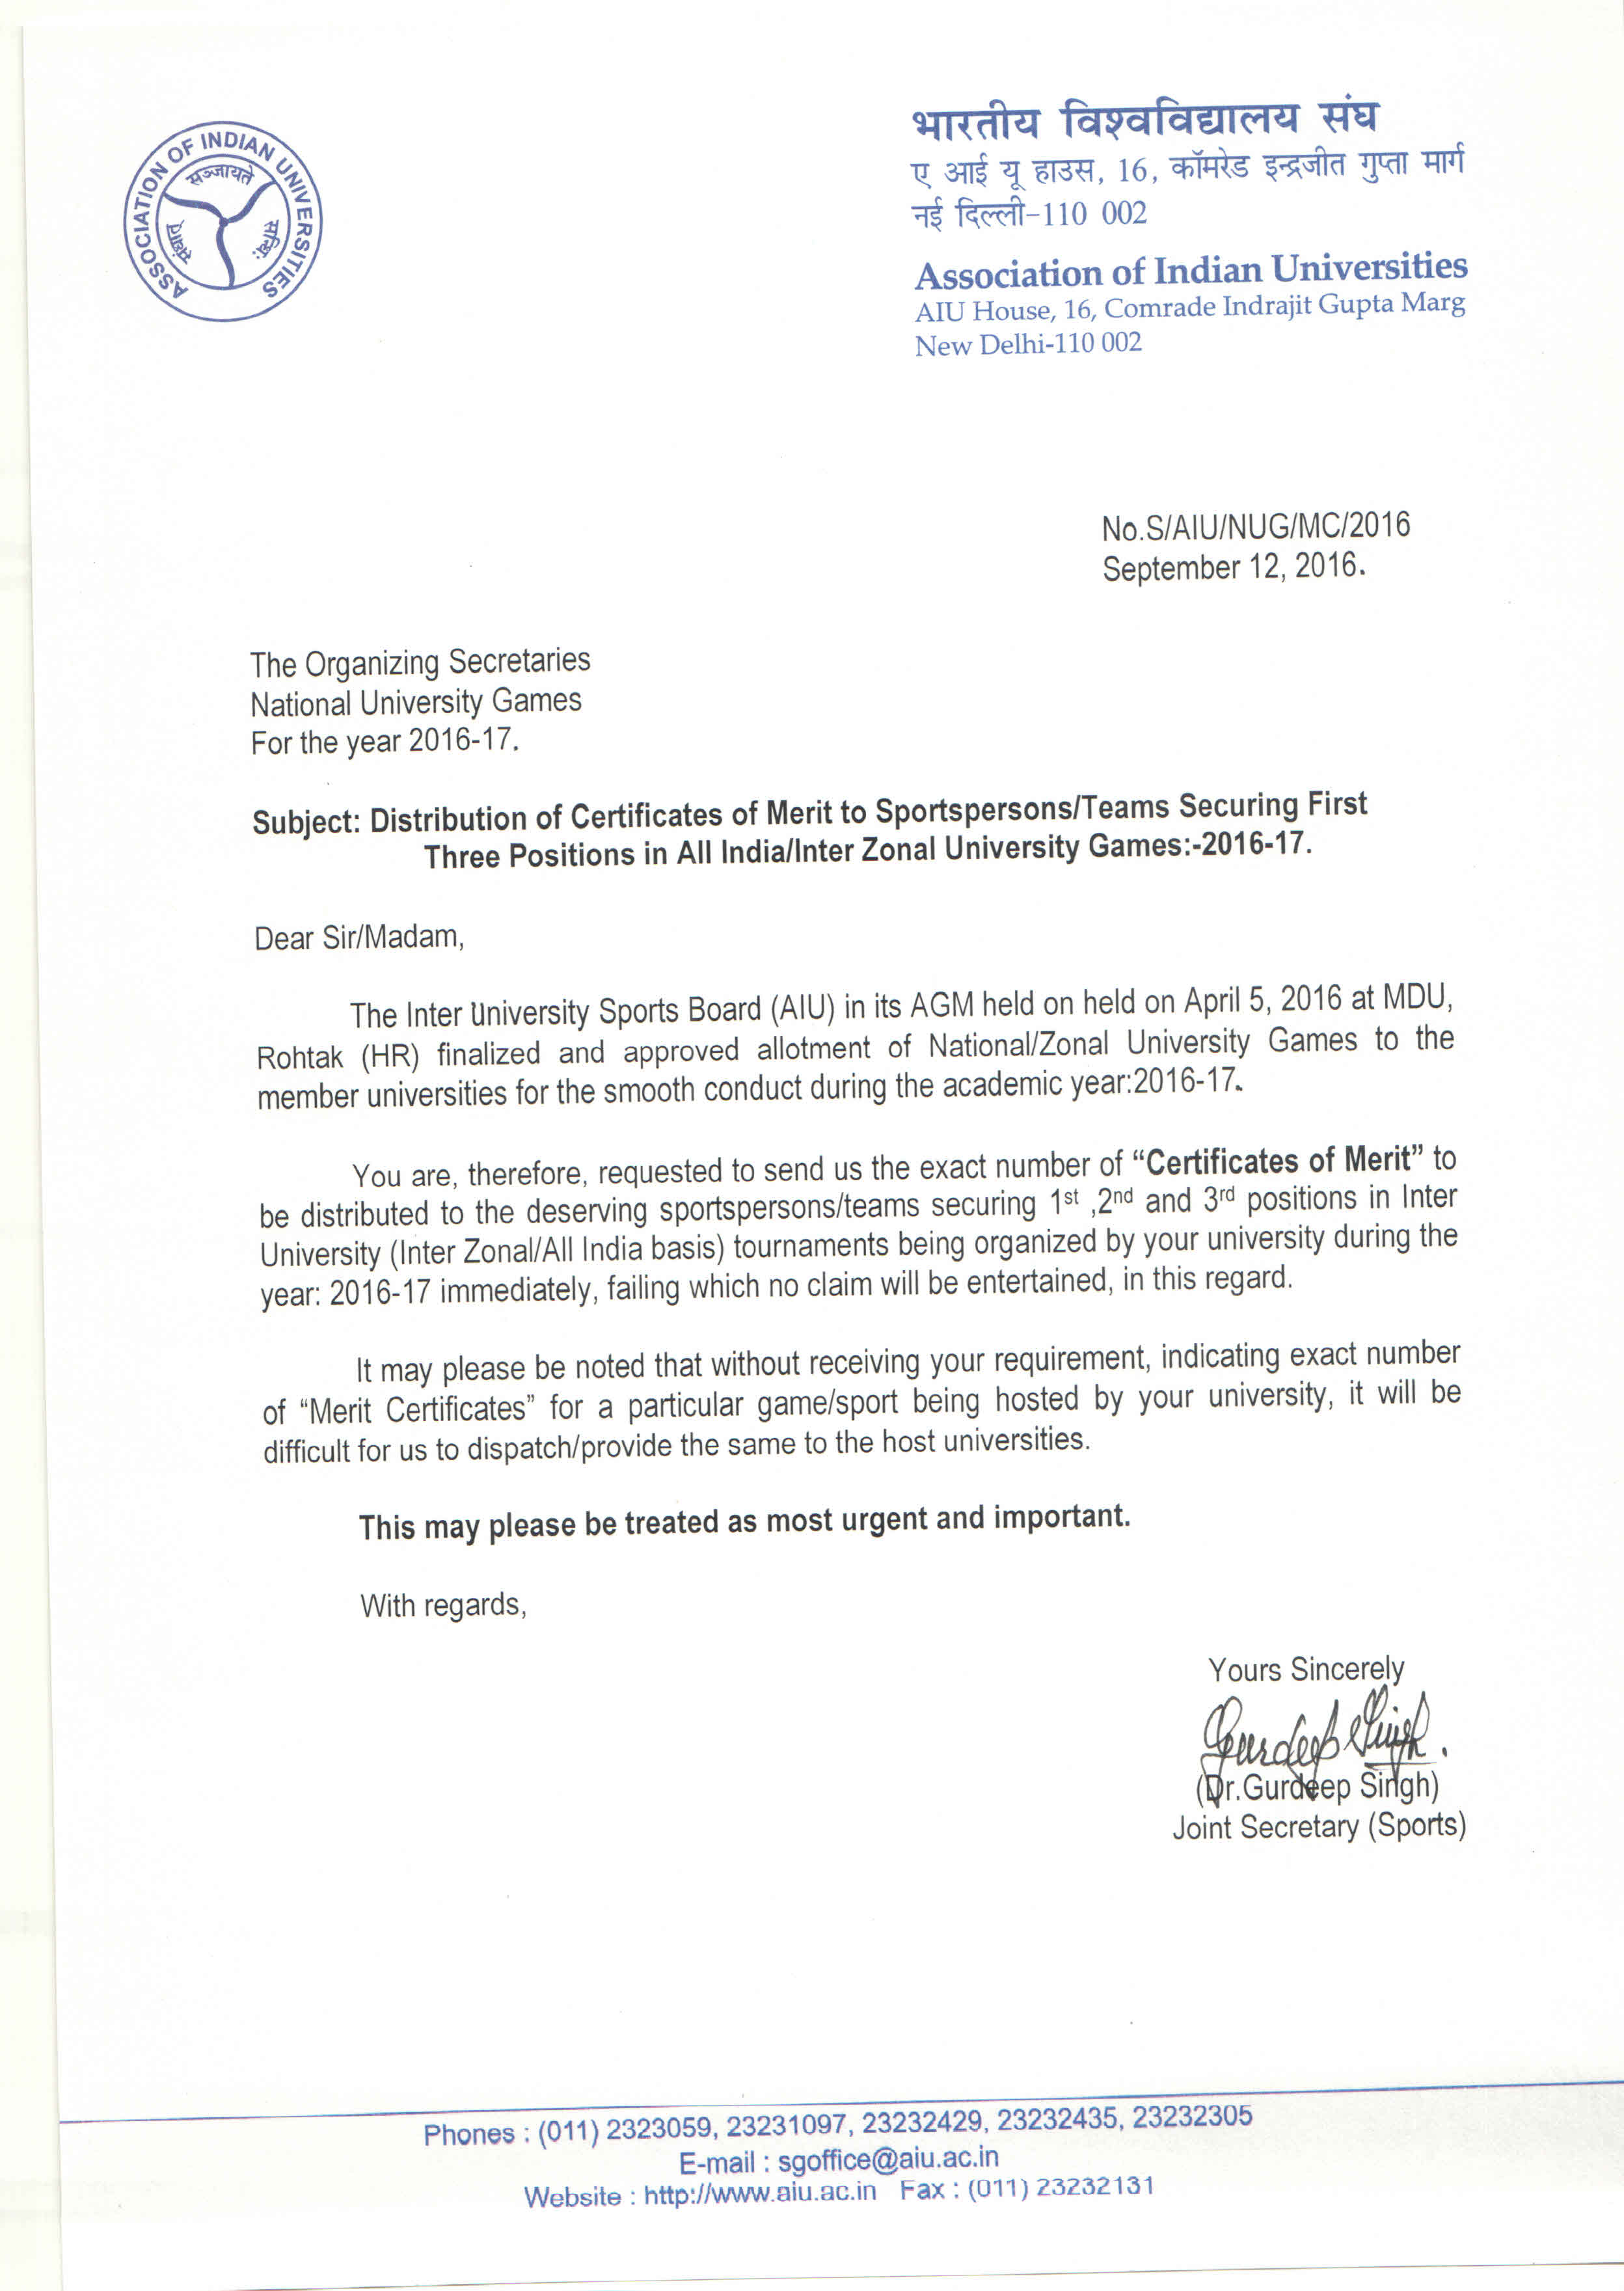 भारतीय विश्वविद्यालय संघ
ए आई यू हाउस, 16, कॉमरेड इन्द्रजीत गुप्ता मार्ग
नई दिल्ली-110 002
ASSOCIATION OF INDIAN UNIVERSITIES
सञ्जायते
Association of Indian Universities
AIU House, 16, Comrade Indrajit Gupta Marg
New Delhi-110 002
No.S/AIU/NUG/MC/2016
September 12, 2016.
The Organizing Secretaries
National University Games
For the year 2016-17.
Subject: Distribution of Certificates of Merit to Sportspersons/Teams Securing First
Three Positions in All India/Inter Zonal University Games:-2016-17.
Dear Sir/Madam,
The Inter University Sports Board (AIU) in its AGM held on held on April 5, 2016 at MDU,
Rohtak (HR) finalized and approved allotment of National/Zonal University Games to the
member universities for the smooth conduct during the academic year:2016-17.
You are, therefore, requested to send us the exact number of “Certificates of Merit” to
be distributed to the deserving sportspersons/teams securing 1st ,2nd and 3rd positions in Inter
University (Inter Zonal/All India basis) tournaments being organized by your university during the
year: 2016-17 immediately, failing which no claim will be entertained, in this regard.
It may please be noted that without receiving your requirement, indicating exact number
of “Merit Certificates” for a particular game/sport being hosted by your university, it will be
difficult for us to dispatch/provide the same to the host universities.
This may please be treated as most urgent and important.
With regards,
Yours Sincerely
Gurdeep Singh.
(Dr.Gurdeep Singh)
Joint Secretary (Sports)
Phones : (011) 2323059, 23231097, 23232429, 23232435, 23232305
E-mail : sgoffice@aiu.ac.in
Website : http://www.aiu.ac.in Fax : (011) 23232131